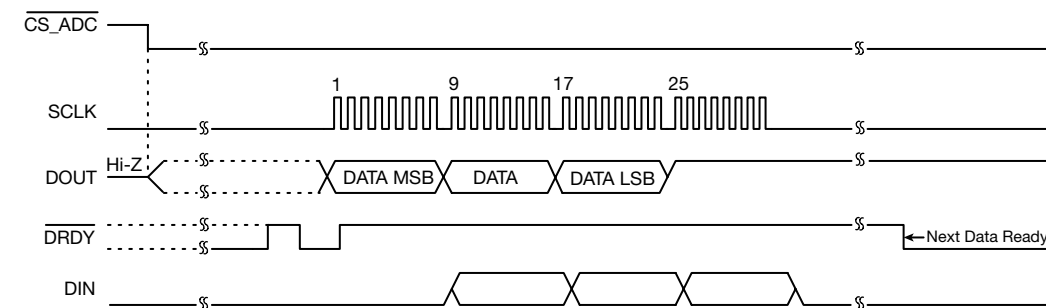 CS_ADC
1 9 17 25
SCLK
Hi-Z
DOUT DATA MSB DATA DATA LSB
DRDY Next Data Ready
DIN